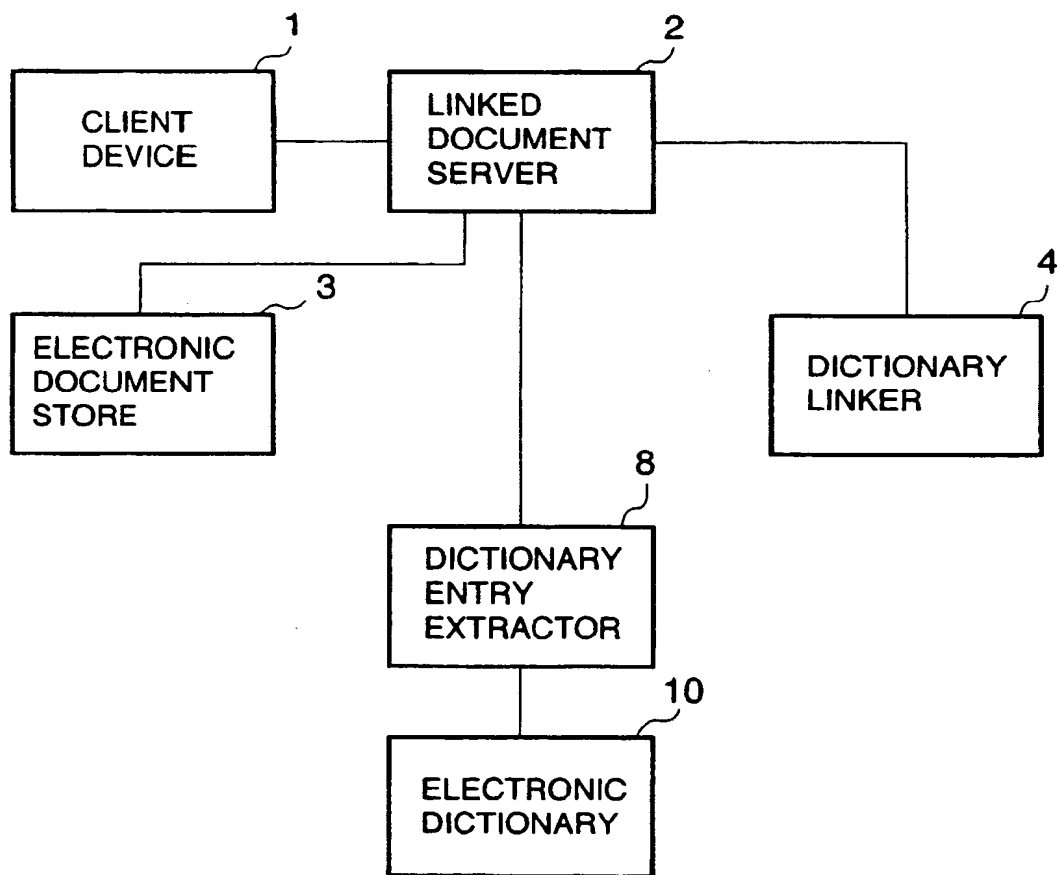 1
CLIENT
DEVICE
2
LINKED
DOCUMENT
SERVER
3
ELECTRONIC
DOCUMENT
STORE
4
DICTIONARY
LINKER
8
DICTIONARY
ENTRY
EXTRACTOR
10
ELECTRONIC
DICTIONARY